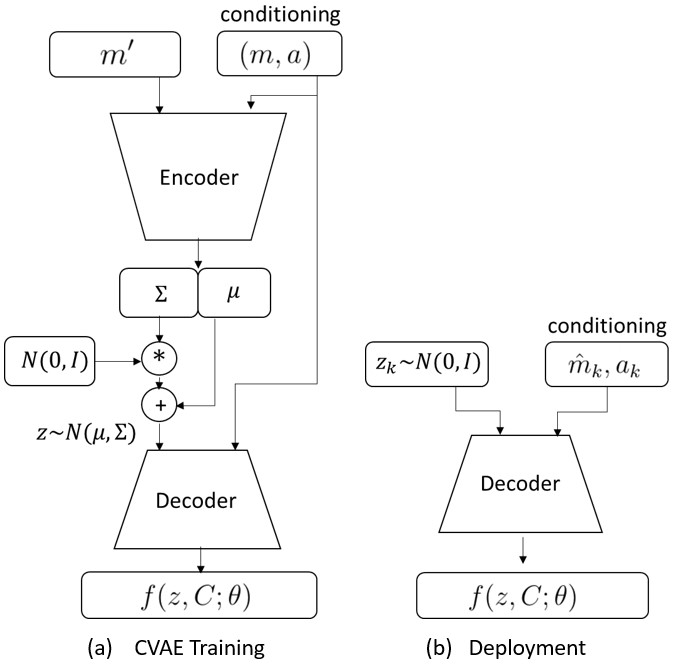 conditioning
m′
(m, a)
Encoder
Σ
μ
N(0, I)
*
+
z~N(μ, Σ)
Decoder
f(z, C; θ)
(a) CVAE Training
conditioning
z_k~N(0, I)
m̂_k, a_k
Decoder
f(z, C; θ)
(b) Deployment